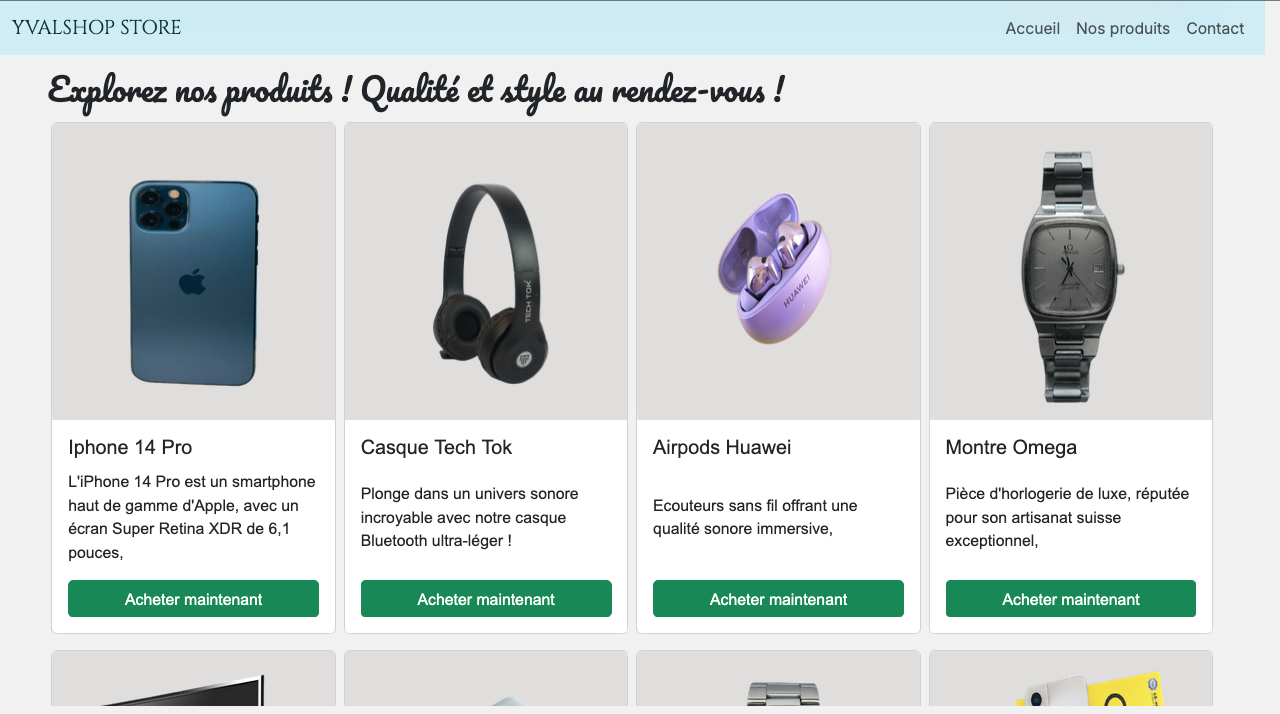 YVALSHOP STORE
Accueil Nos produits Contact
Explorez nos produits ! Qualité et style au rendez-vous !
TECH TOK
HUAWEI
Iphone 14 Pro
L'iPhone 14 Pro est un smartphone
haut de gamme d'Apple, avec un
écran Super Retina XDR de 6,1
pouces,
Acheter maintenant
Casque Tech Tok
Plonge dans un univers sonore
incroyable avec notre casque
Bluetooth ultra-léger !
Acheter maintenant
Airpods Huawei
Ecouteurs sans fil offrant une
qualité sonore immersive,
Acheter maintenant
Montre Omega
Pièce d'horlogerie de luxe, réputée
pour son artisanat suisse
exceptionnel,
Acheter maintenant